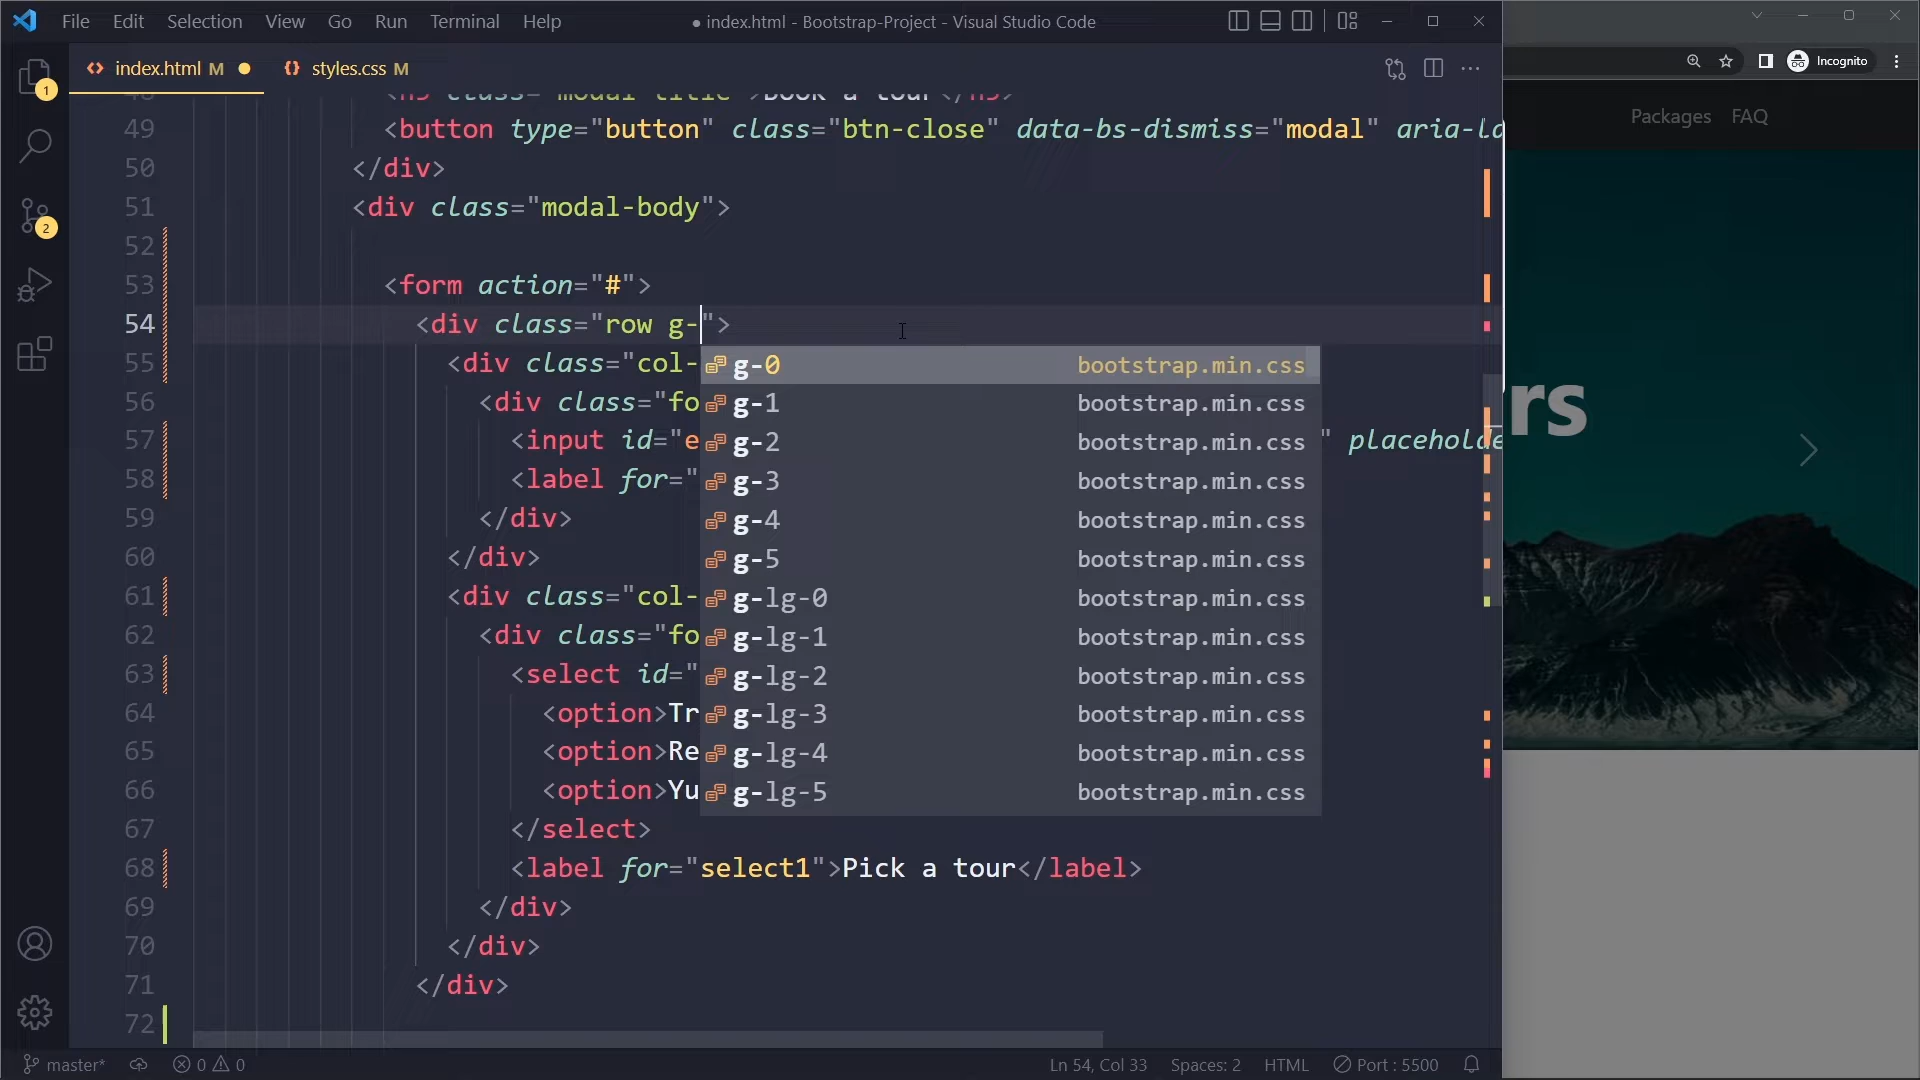 File Edit Selection View Go Run Terminal Help
● index.html - Bootstrap-Project - Visual Studio Code
Incognito
index.html M ●
styles.css M
1
2
Packages FAQ
49 <button type="button" class="btn-close" data-bs-dismiss="modal" aria-la
50 </div>
51 <div class="modal-body">
52
53 <form action="#">
54 <div class="row g-">
55 <div class="col-
56 <div class="fo
57 <input id="e " placeholde
58 <label for="
59 </div>
60 </div>
61 <div class="col-
62 <div class="fo
63 <select id="
64 <option>Tr
65 <option>Re
66 <option>Yu
67 </select>
68 <label for="select1">Pick a tour</label>
69 </div>
70 </div>
71 </div>
72
g-0 bootstrap.min.css
g-1 bootstrap.min.css
g-2 bootstrap.min.css
g-3 bootstrap.min.css
g-4 bootstrap.min.css
g-5 bootstrap.min.css
g-lg-0 bootstrap.min.css
g-lg-1 bootstrap.min.css
g-lg-2 bootstrap.min.css
g-lg-3 bootstrap.min.css
g-lg-4 bootstrap.min.css
g-lg-5 bootstrap.min.css
rs
master* 0 0 Ln 54, Col 33 Spaces: 2 HTML Port : 5500